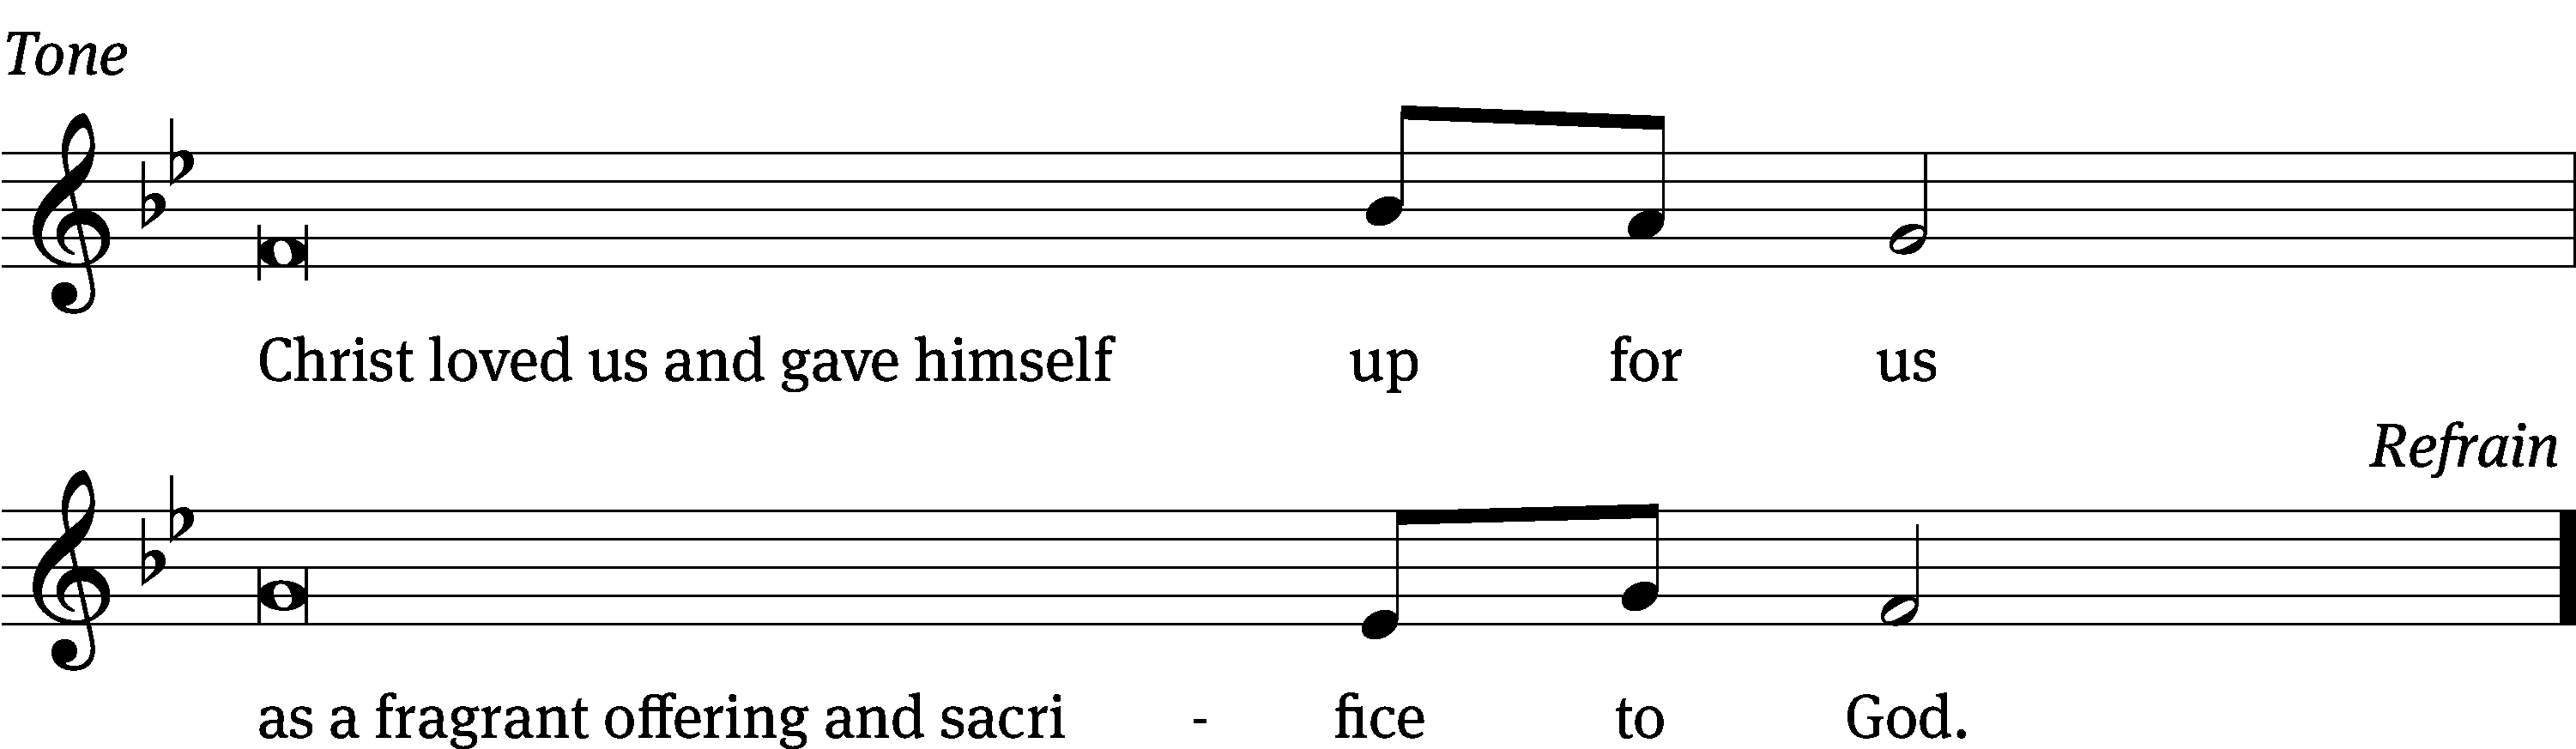 Tone
Christ loved us and gave himself up for us
Refrain
as a fragrant offering and sacri - fice to God.